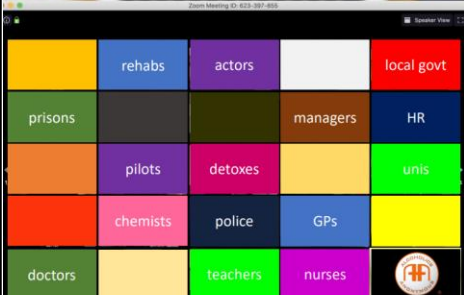 Zoom Meeting ID: 623-397-855
Speaker View
rehabs
actors
local govt
prisons
managers
HR
pilots
detoxes
unis
chemists
police
GPs
doctors
teachers
nurses